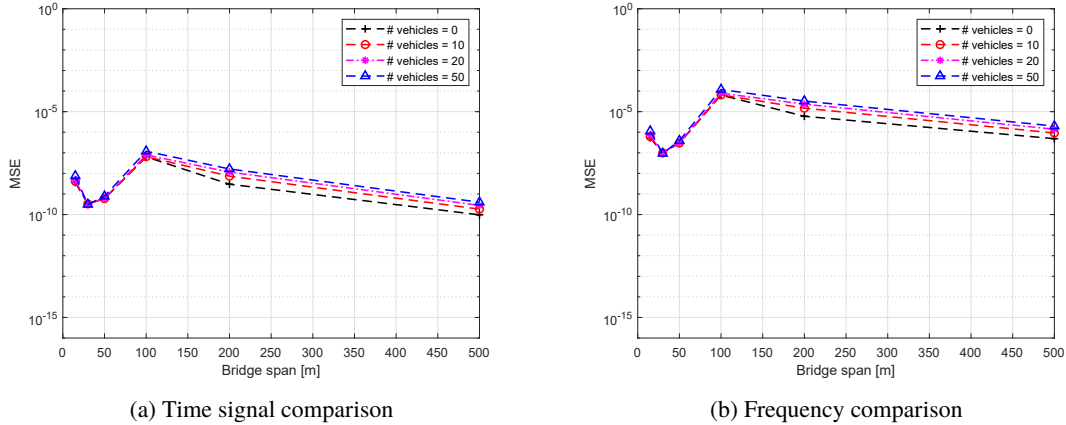 10^0
10^-5
10^-10
10^-15
MSE
0 50 100 150 200 250 300 350 400 450 500
Bridge span [m]
# vehicles = 0
# vehicles = 10
# vehicles = 20
# vehicles = 50
(a) Time signal comparison
10^0
10^-5
10^-10
10^-15
MSE
0 50 100 150 200 250 300 350 400 450 500
Bridge span [m]
# vehicles = 0
# vehicles = 10
# vehicles = 20
# vehicles = 50
(b) Frequency comparison